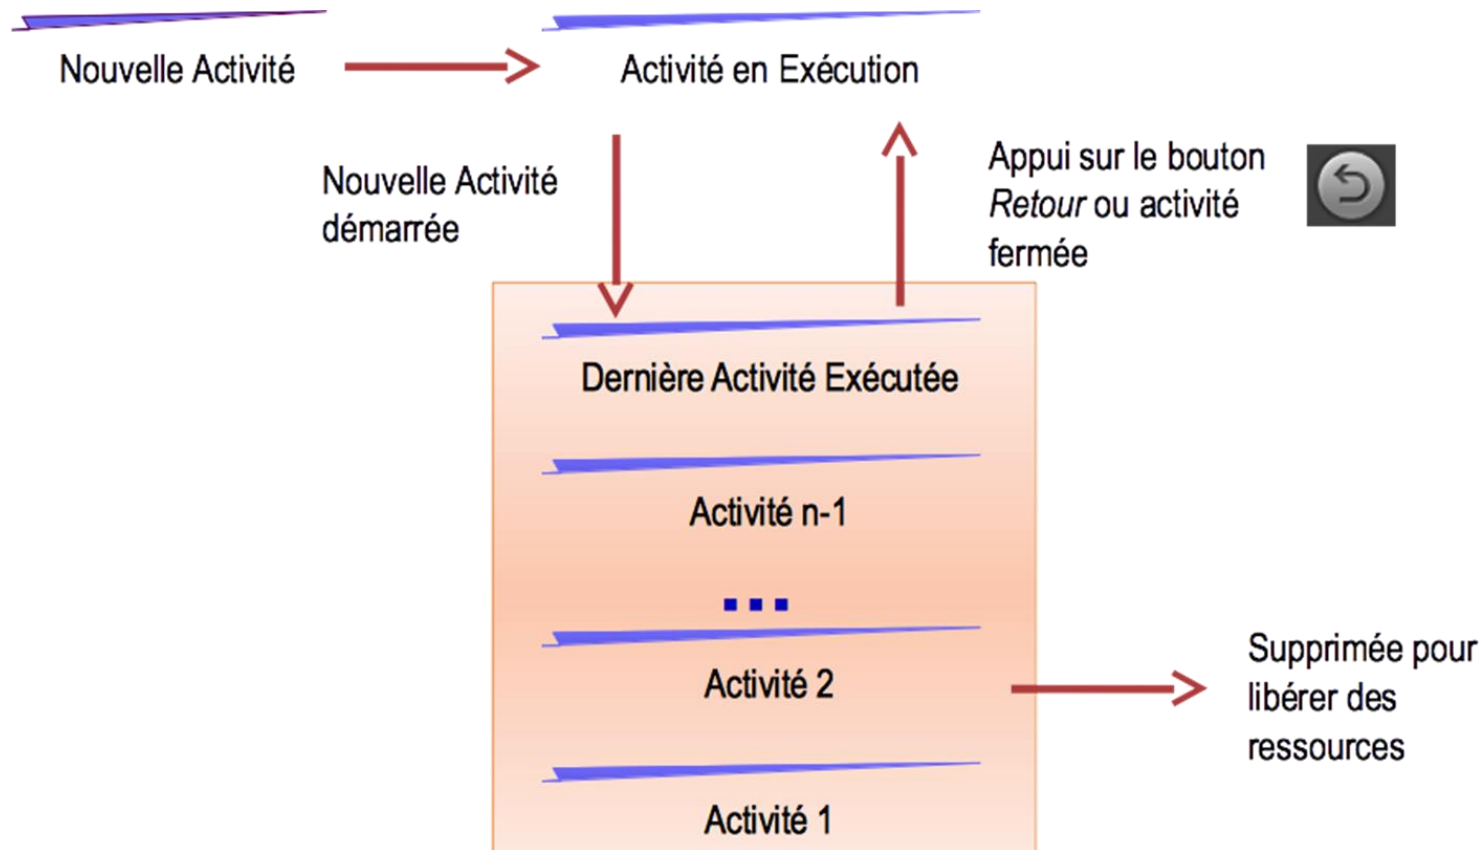 Nouvelle Activité
Activité en Exécution
Nouvelle Activité
démarrée
Appui sur le bouton
Retour ou activité
fermée
Dernière Activité Exécutée
Activité n-1
...
Activité 2
Supprimée pour
libérer des
ressources
Activité 1